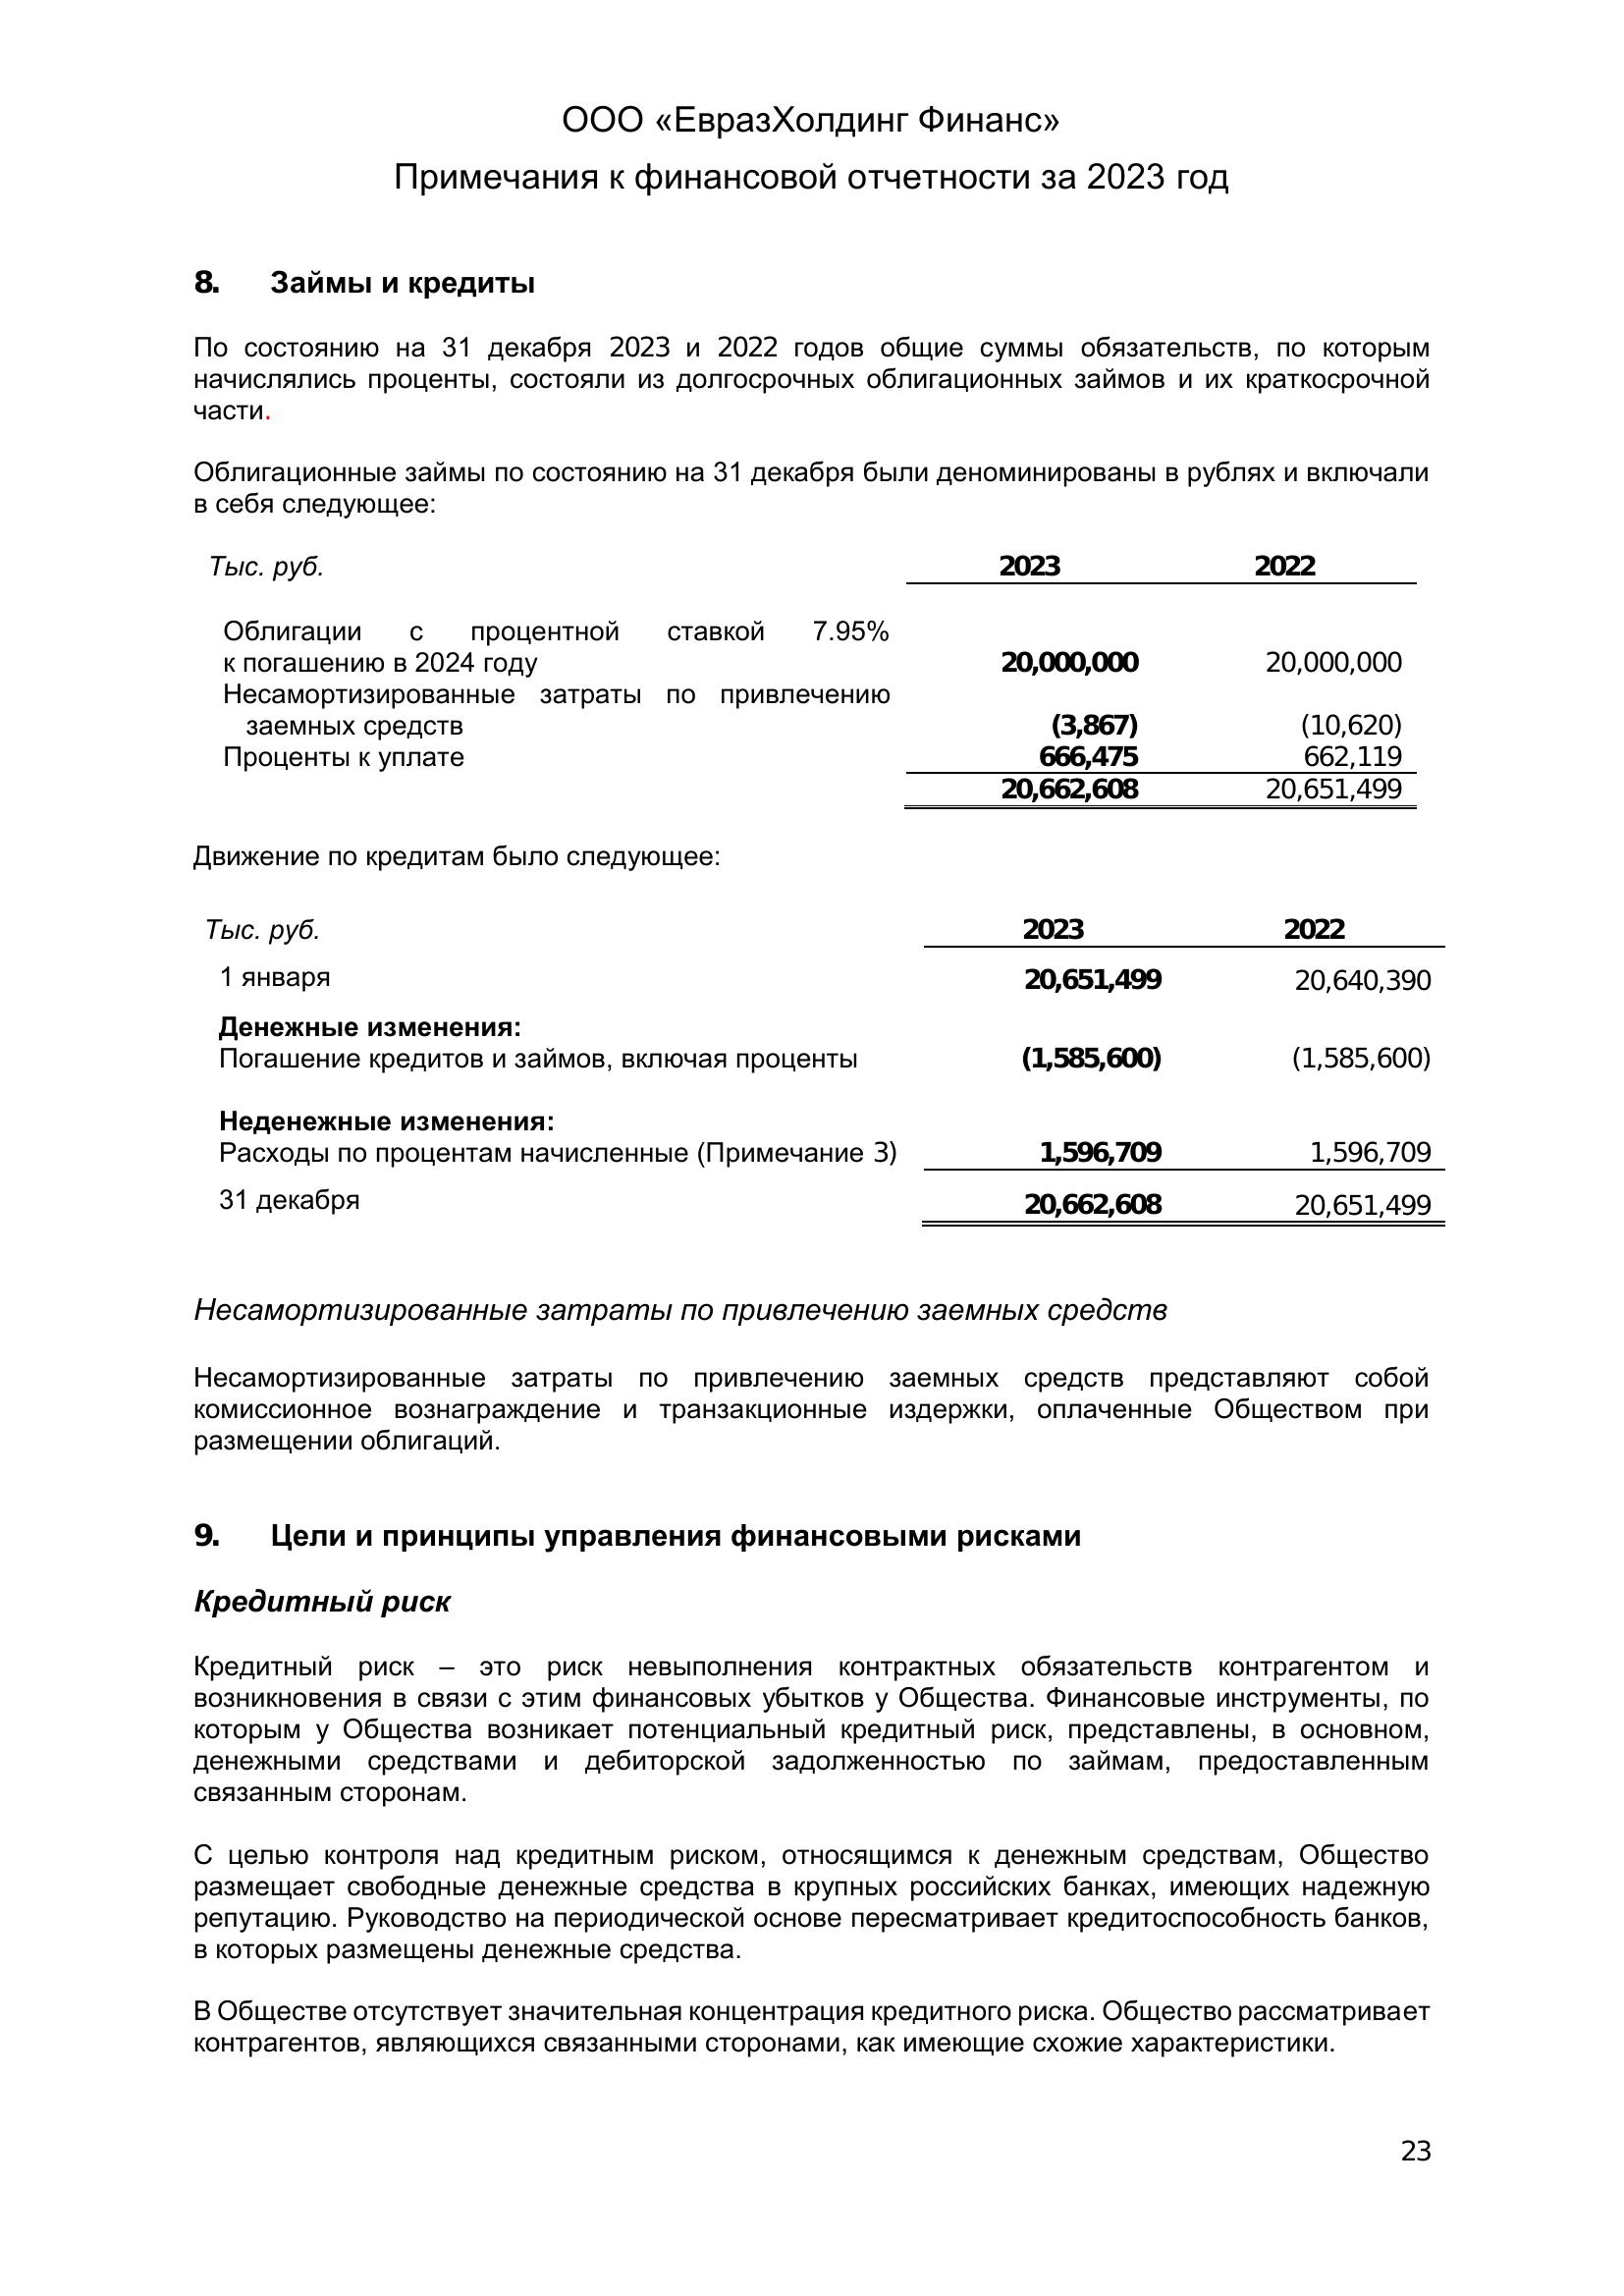 ООО «ЕвразХолдинг Финанс»
Примечания к финансовой отчетности за 2023 год
8. Займы и кредиты
По состоянию на 31 декабря 2023 и 2022 годов общие суммы обязательств, по которым
начислялись проценты, состояли из долгосрочных облигационных займов и их краткосрочной
части.
Облигационные займы по состоянию на 31 декабря были деноминированы в рублях и включали
в себя следующее:
Тыс. руб. 2023 2022
Облигации с процентной ставкой 7.95%
к погашению в 2024 году 20,000,000 20,000,000
Несамортизированные затраты по привлечению
заемных средств (3,867) (10,620)
Проценты к уплате 666,475 662,119
20,662,608 20,651,499
Движение по кредитам было следующее:
Тыс. руб. 2023 2022
1 января 20,651,499 20,640,390
Денежные изменения:
Погашение кредитов и займов, включая проценты (1,585,600) (1,585,600)
Неденежные изменения:
Расходы по процентам начисленные (Примечание 3) 1,596,709 1,596,709
31 декабря 20,662,608 20,651,499
Несамортизированные затраты по привлечению заемных средств
Несамортизированные затраты по привлечению заемных средств представляют собой
комиссионное вознаграждение и транзакционные издержки, оплаченные Обществом при
размещении облигаций.
9. Цели и принципы управления финансовыми рисками
Кредитный риск
Кредитный риск – это риск невыполнения контрактных обязательств контрагентом и
возникновения в связи с этим финансовых убытков у Общества. Финансовые инструменты, по
которым у Общества возникает потенциальный кредитный риск, представлены, в основном,
денежными средствами и дебиторской задолженностью по займам, предоставленным
связанным сторонам.
С целью контроля над кредитным риском, относящимся к денежным средствам, Общество
размещает свободные денежные средства в крупных российских банках, имеющих надежную
репутацию. Руководство на периодической основе пересматривает кредитоспособность банков,
в которых размещены денежные средства.
В Обществе отсутствует значительная концентрация кредитного риска. Общество рассматривает
контрагентов, являющихся связанными сторонами, как имеющие схожие характеристики.
23